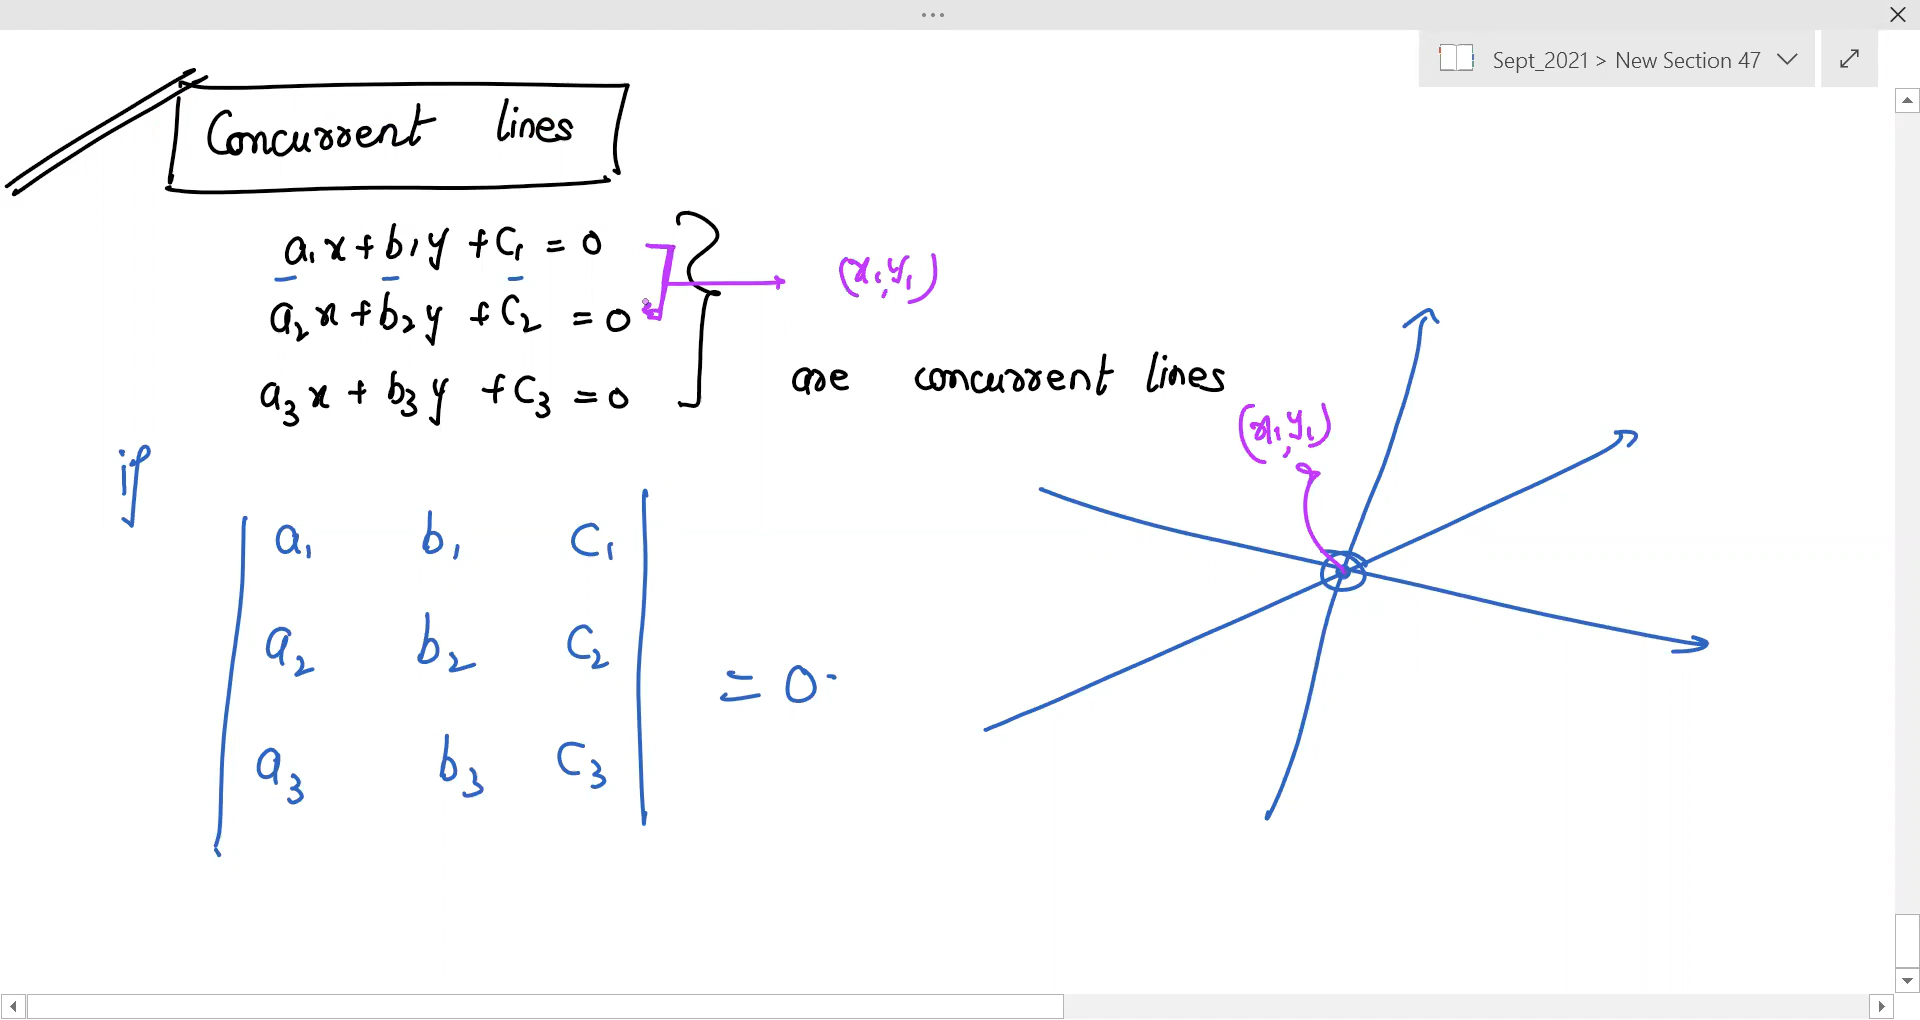 Sept_2021 > New Section 47
Concurrent lines
a₁x + b₁y + c₁ = 0
(x₁, y₁)
a₂x + b₂y + c₂ = 0
a₃x + b₃y + c₃ = 0
are concurrent lines
(x₁, y₁)
if
a₁ b₁ c₁
a₂ b₂ c₂
= 0
a₃ b₃ c₃